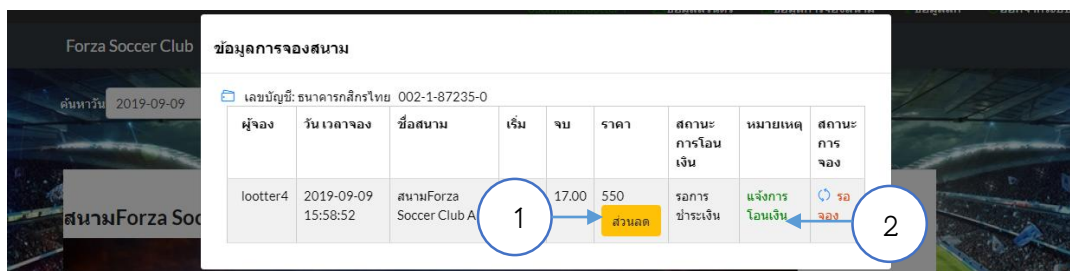 Forza Soccer Club
ข้อมูลการจองสนาม
ค้นหาวัน 2019-09-09
เลขบัญชี: ธนาคารกสิกรไทย 002-1-87235-0
ผู้จอง วันเวลาจอง ชื่อสนาม เริ่ม จบ ราคา สถานะ หมายเหตุ สถานะ
การโอน การ
เงิน จอง
lootter4 2019-09-09 สนามForza 17.00 550 รอการ แจ้งการ รอ
15:58:52 Soccer Club A ส่วนลด ชำระเงิน โอนเงิน จอง
1 2
สนามForza Soc